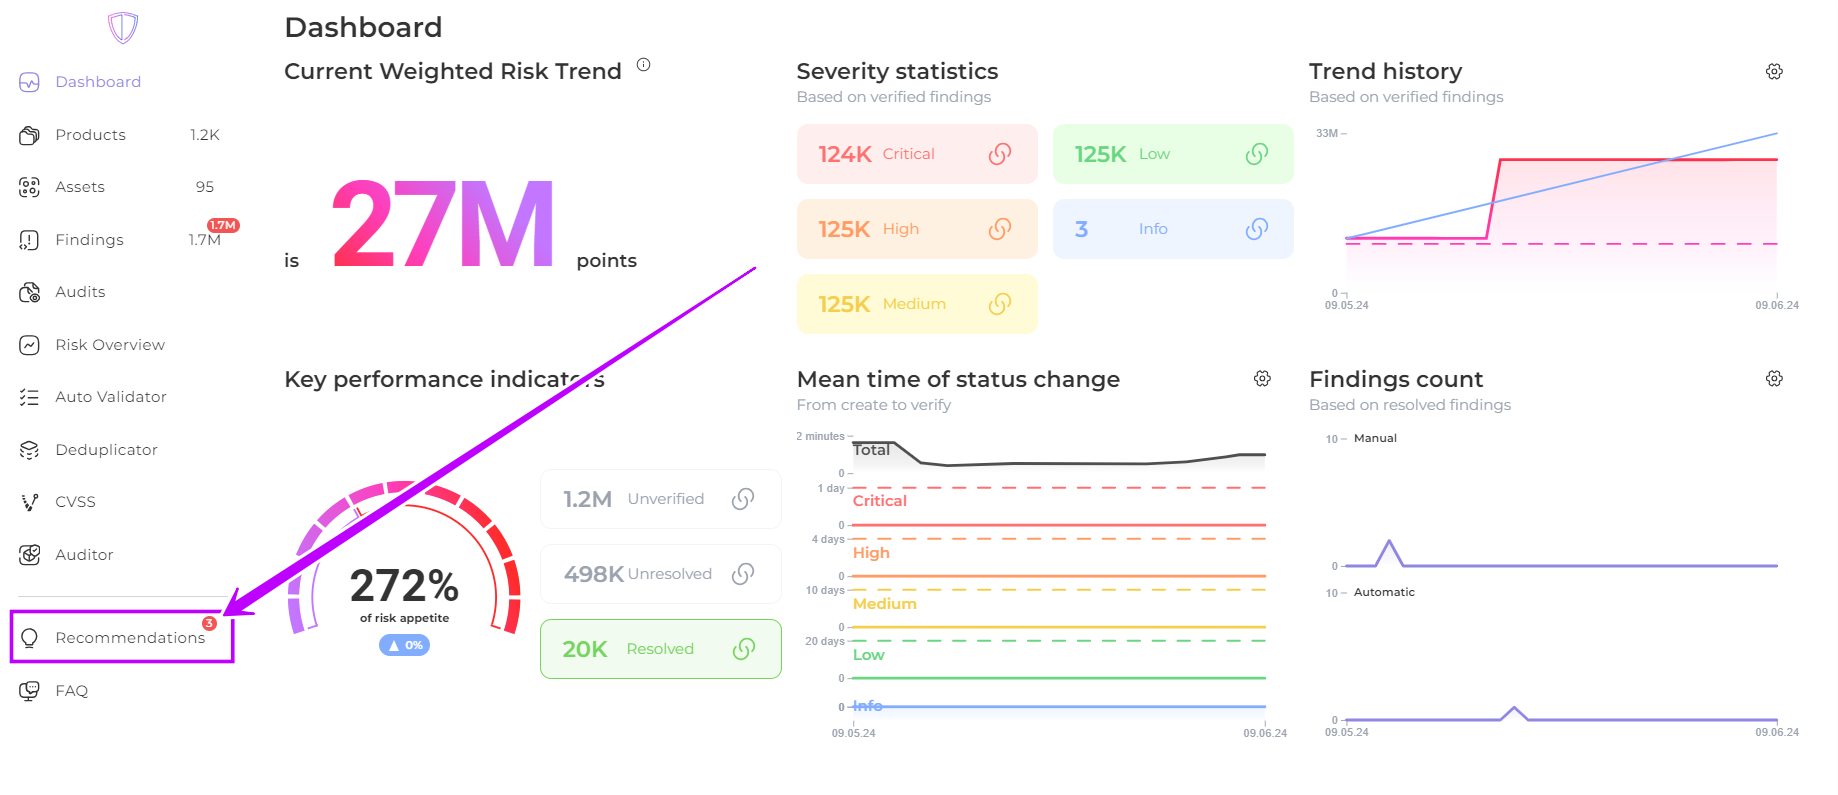 Dashboard
Dashboard
Products 1.2K
Assets 95
Findings 1.7M 1.7M
Audits
Risk Overview
Auto Validator
Deduplicator
CVSS
Auditor
Recommendations 3
FAQ
Current Weighted Risk Trend
is 27M points
Severity statistics
Based on verified findings
124K Critical
125K Low
125K High
3 Info
125K Medium
Trend history
Based on verified findings
33M
0
09.05.24 09.06.24
Key performance indicators
272%
of risk appetite
▲ 0%
1.2M Unverified
498K Unresolved
20K Resolved
Mean time of status change
From create to verify
2 minutes
Total
0
1 day
Critical
0
4 days
High
0
10 days
Medium
0
20 days
Low
0
0 Info
09.05.24 09.06.24
Findings count
Based on resolved findings
10 Manual
0
10 Automatic
0
09.05.24 09.06.24